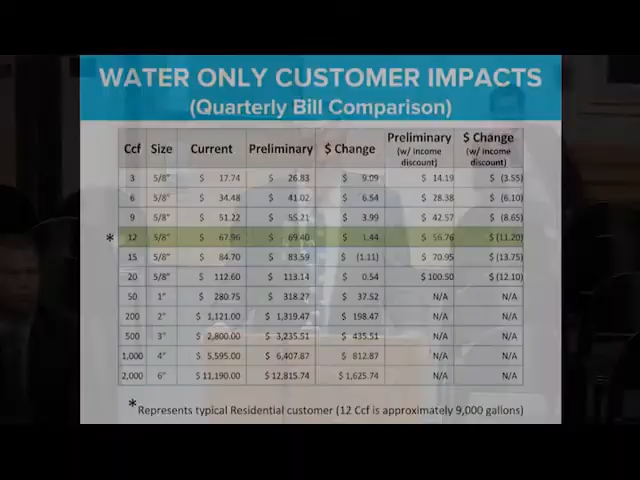 WATER ONLY CUSTOMER IMPACTS
(Quarterly Bill Comparison)
Ccf Size Current Preliminary $ Change Preliminary (w/ income discount) $ Change (w/ income discount)
3 5/8" $ 17.74 $ 26.83 $ 9.09 $ 14.19 $ (3.55)
6 5/8" $ 34.48 $ 41.02 $ 6.54 $ 28.38 $ (6.10)
9 5/8" $ 51.22 $ 55.21 $ 3.99 $ 42.57 $ (8.65)
* 12 5/8" $ 67.96 $ 69.40 $ 1.44 $ 56.76 $ (11.20)
15 5/8" $ 84.70 $ 83.59 $ (1.11) $ 70.95 $ (13.75)
20 5/8" $ 112.60 $ 113.14 $ 0.54 $ 100.50 $ (12.10)
50 1" $ 280.75 $ 318.27 $ 37.52 N/A N/A
200 2" $ 1,121.00 $ 1,319.47 $ 198.47 N/A N/A
500 3" $ 2,800.00 $ 3,235.51 $ 435.51 N/A N/A
1,000 4" $ 5,595.00 $ 6,407.87 $ 812.87 N/A N/A
2,000 6" $ 11,190.00 $ 12,815.74 $ 1,625.74 N/A N/A
*Represents typical Residential customer (12 Ccf is approximately 9,000 gallons)